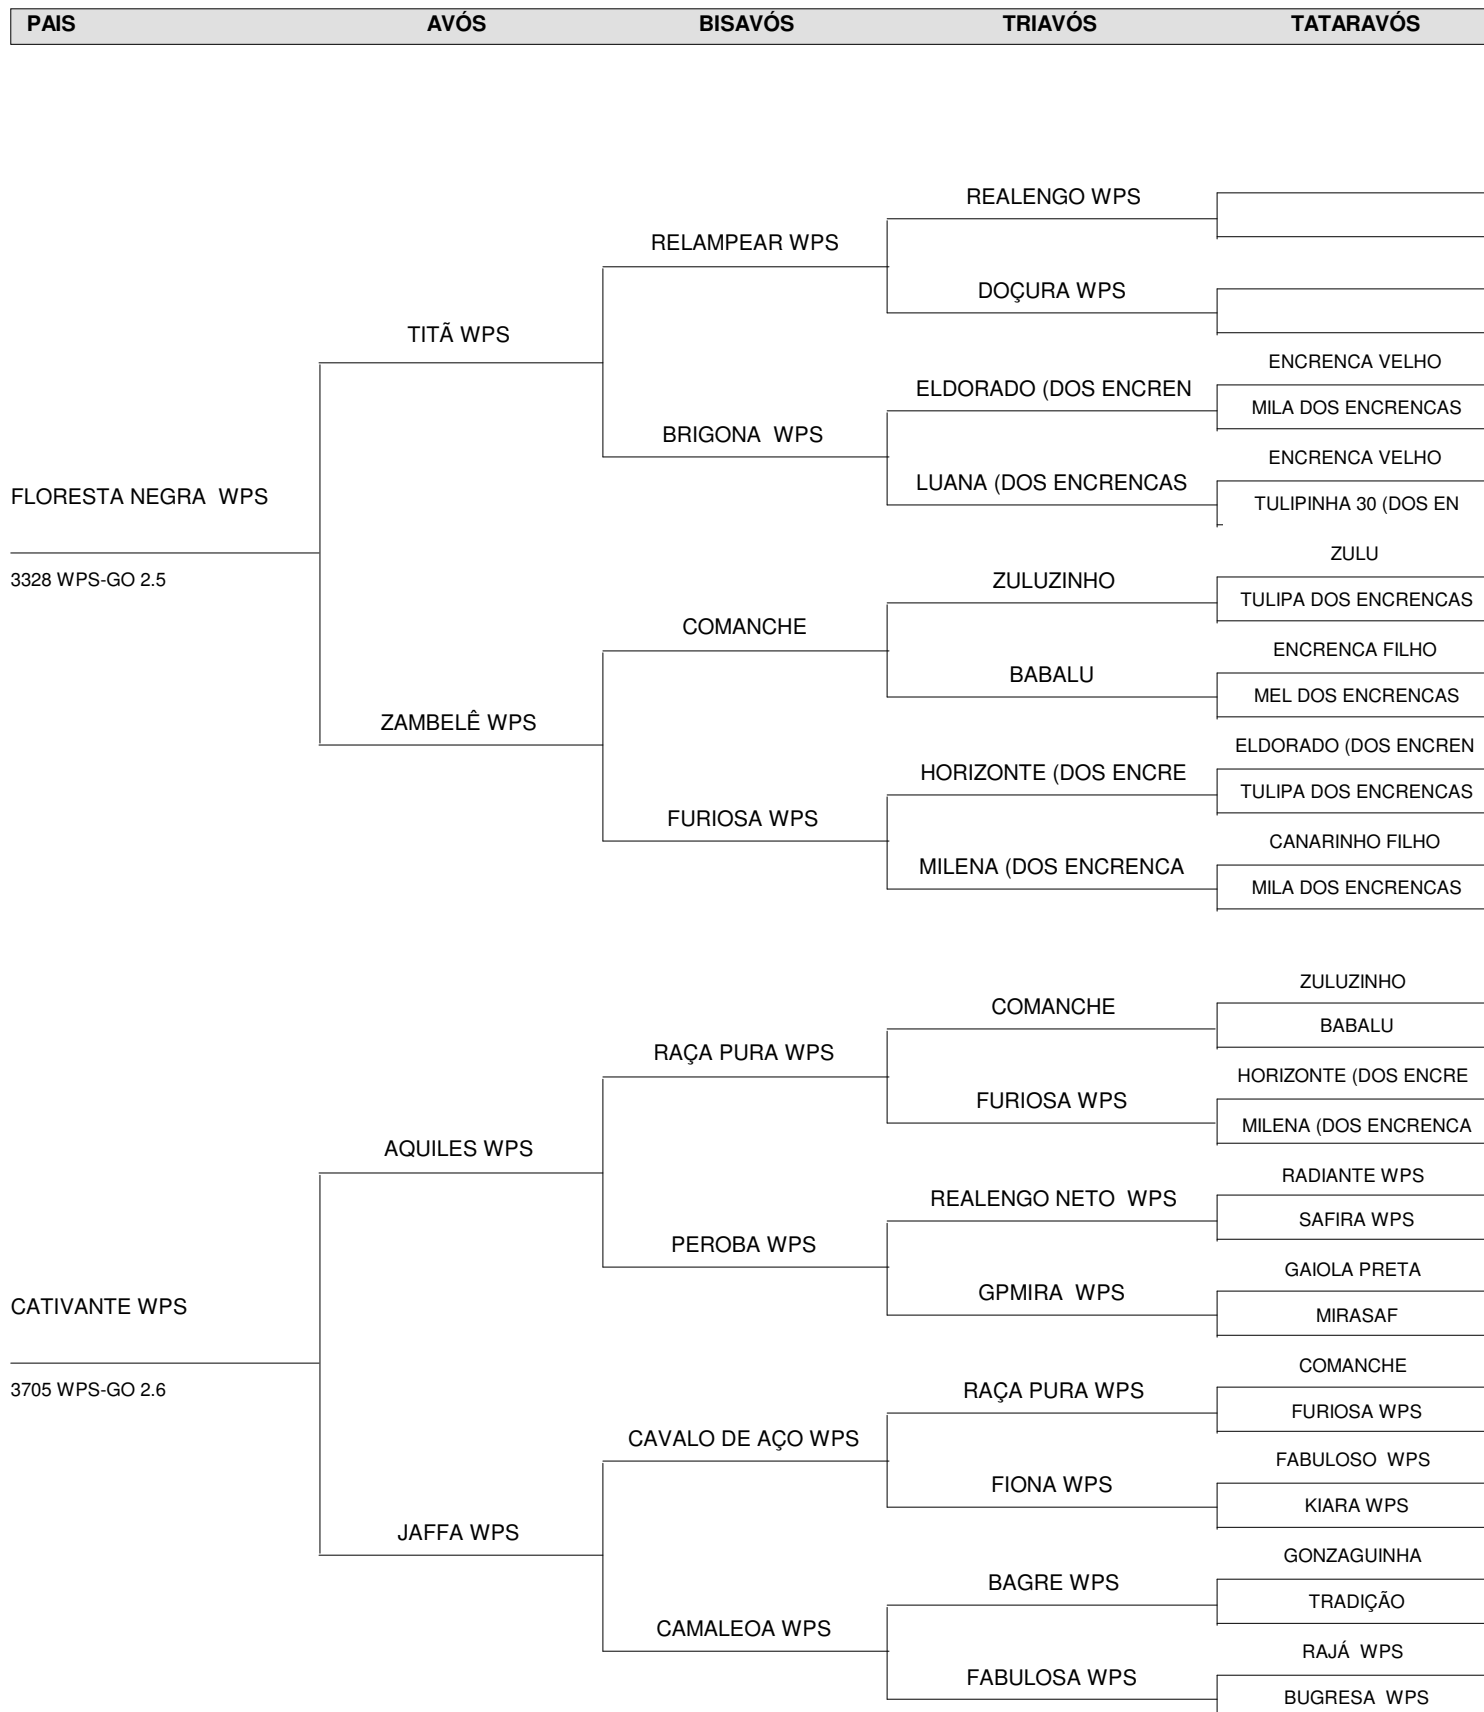 PAIS AVÓS BISAVÓS TRIAVÓS TATARAVÓS
REALENGO WPS
RELAMPEAR WPS
DOÇURA WPS
TITÃ WPS
ENCRENCA VELHO
ELDORADO (DOS ENCREN
MILA DOS ENCRENCAS
BRIGONA WPS
ENCRENCA VELHO
LUANA (DOS ENCRENCAS
TULIPINHA 30 (DOS EN
FLORESTA NEGRA WPS
3328 WPS-GO 2.5
ZULU
ZULUZINHO
TULIPA DOS ENCRENCAS
COMANCHE
ENCRENCA FILHO
BABALU
MEL DOS ENCRENCAS
ZAMBELÊ WPS
ELDORADO (DOS ENCREN
HORIZONTE (DOS ENCRE
TULIPA DOS ENCRENCAS
FURIOSA WPS
CANARINHO FILHO
MILENA (DOS ENCRENCA
MILA DOS ENCRENCAS
ZULUZINHO
COMANCHE
BABALU
RAÇA PURA WPS
HORIZONTE (DOS ENCRE
FURIOSA WPS
MILENA (DOS ENCRENCA
AQUILES WPS
RADIANTE WPS
REALENGO NETO WPS
SAFIRA WPS
PEROBA WPS
GAIOLA PRETA
GPMIRA WPS
MIRASAF
CATIVANTE WPS
3705 WPS-GO 2.6
COMANCHE
RAÇA PURA WPS
FURIOSA WPS
CAVALO DE AÇO WPS
FABULOSO WPS
FIONA WPS
KIARA WPS
JAFFA WPS
GONZAGUINHA
BAGRE WPS
TRADIÇÃO
CAMALEOA WPS
RAJÁ WPS
FABULOSA WPS
BUGRESA WPS